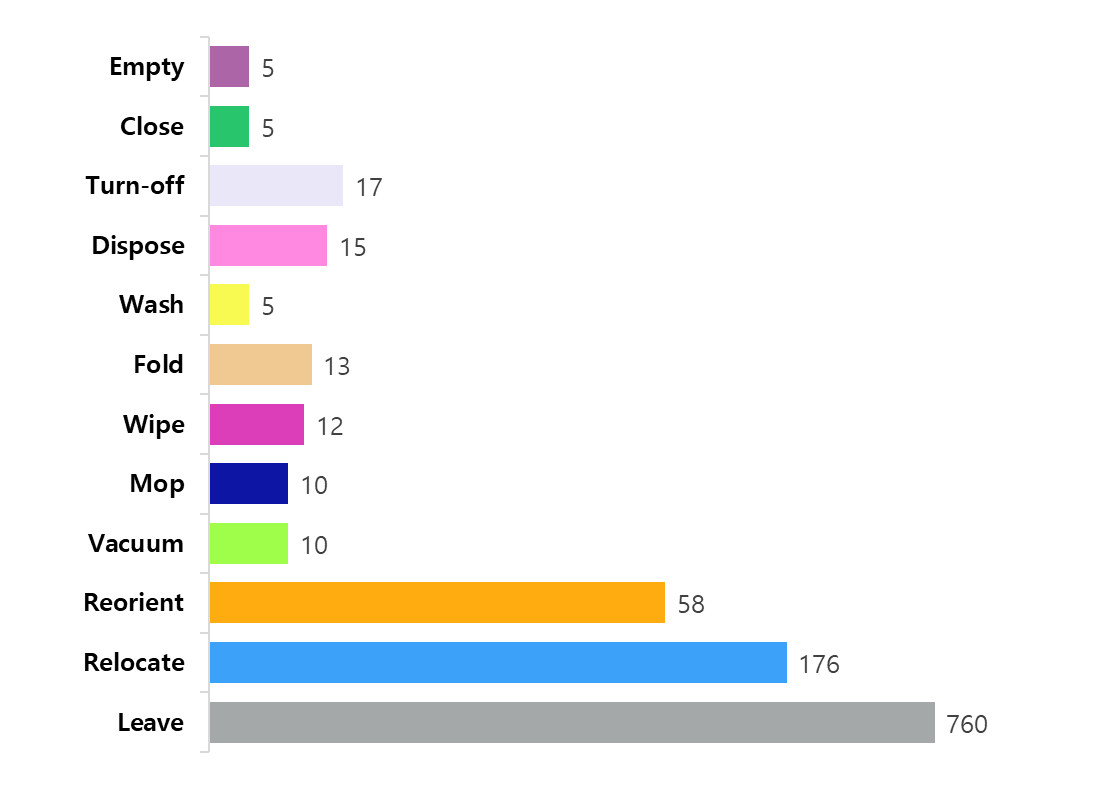 Empty 5
Close 5
Turn-off 17
Dispose 15
Wash 5
Fold 13
Wipe 12
Mop 10
Vacuum 10
Reorient 58
Relocate 176
Leave 760